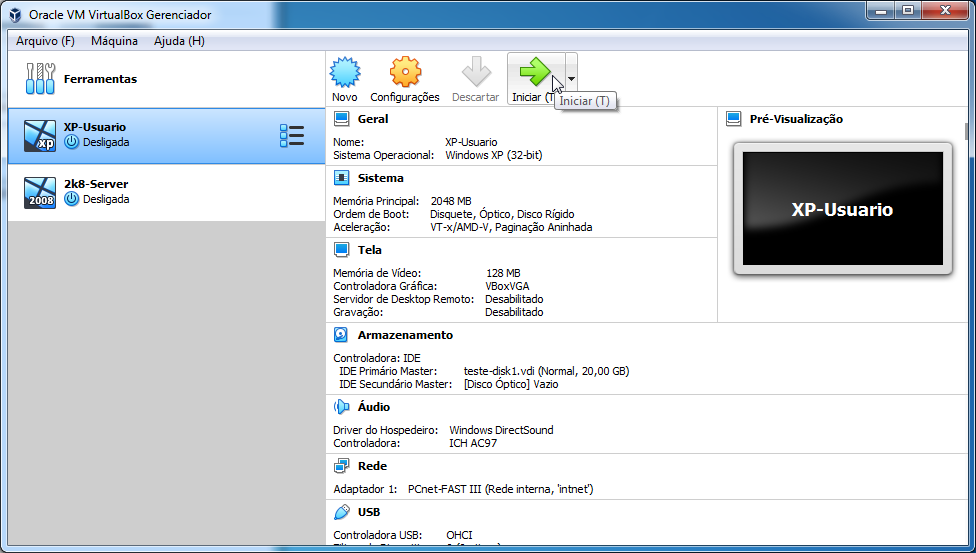 Oracle VM VirtualBox Gerenciador
Arquivo (F) Máquina Ajuda (H)
Ferramentas
Novo Configurações Descartar Iniciar (T)
Iniciar (T)
xp
XP-Usuario
Desligada
2008
2k8-Server
Desligada
Geral
Nome: XP-Usuario
Sistema Operacional: Windows XP (32-bit)
Sistema
Memória Principal: 2048 MB
Ordem de Boot: Disquete, Óptico, Disco Rígido
Aceleração: VT-x/AMD-V, Paginação Aninhada
Tela
Memória de Vídeo: 128 MB
Controladora Gráfica: VBoxVGA
Servidor de Desktop Remoto: Desabilitado
Gravação: Desabilitado
Pré-Visualização
XP-Usuario
Armazenamento
Controladora: IDE
IDE Primário Master: teste-disk1.vdi (Normal, 20,00 GB)
IDE Secundário Master: [Disco Óptico] Vazio
Áudio
Driver do Hospedeiro: Windows DirectSound
Controladora: ICH AC97
Rede
Adaptador 1: PCnet-FAST III (Rede interna, 'intnet')
USB
Controladora USB: OHCI